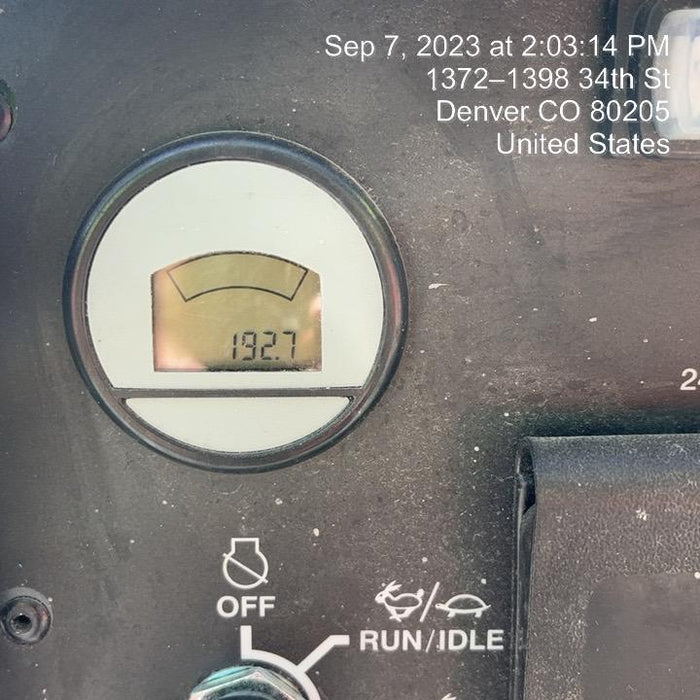 Sep 7, 2023 at 2:03:14 PM
1372–1398 34th St
Denver CO 80205
United States
192.7
2
OFF
RUN/IDLE